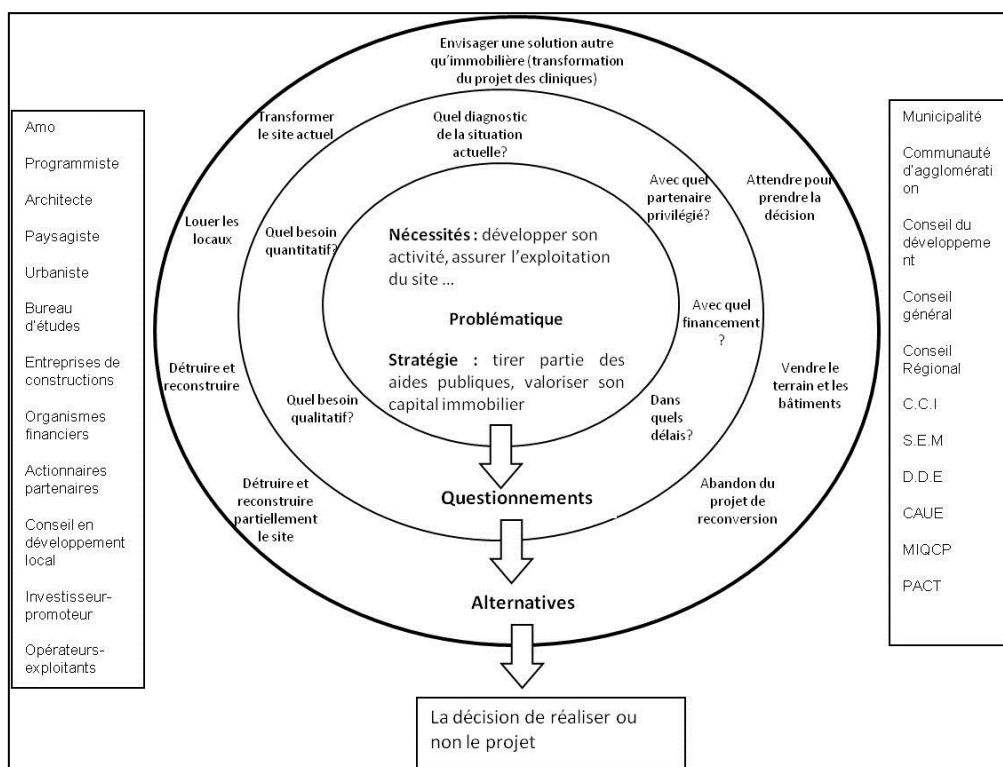 Envisager une solution autre
qu'immobilière (transformation
du projet des cliniques)
Transformer
le site actuel
Quel diagnostic
de la situation
actuelle?
Avec quel
partenaire
privilégié?
Attendre pour
prendre la
décision
Louer les
locaux
Quel besoin
quantitatif?
Nécessités : développer son
activité, assurer l'exploitation
du site ...
Problématique
Stratégie : tirer partie des
aides publiques, valoriser son
capital immobilier
Avec quel
financement
?
Détruire et
reconstruire
Vendre le
terrain et les
bâtiments
Quel besoin
qualitatif?
Dans
quels
délais?
Détruire et
reconstruire
partiellement
le site
Questionnements
Abandon du
projet de
reconversion
Alternatives
La décision de réaliser ou
non le projet
Amo
Programmiste
Architecte
Paysagiste
Urbaniste
Bureau
d'études
Entreprises de
constructions
Organismes
financiers
Actionnaires
partenaires
Conseil en
développement
local
Investisseur-
promoteur
Opérateurs-
exploitants
Municipalité
Communauté
d'agglomérati
on
Conseil du
développeme
nt
Conseil
général
Conseil
Régional
C.C.I
S.E.M
D.D.E
CAUE
MIQCP
PACT